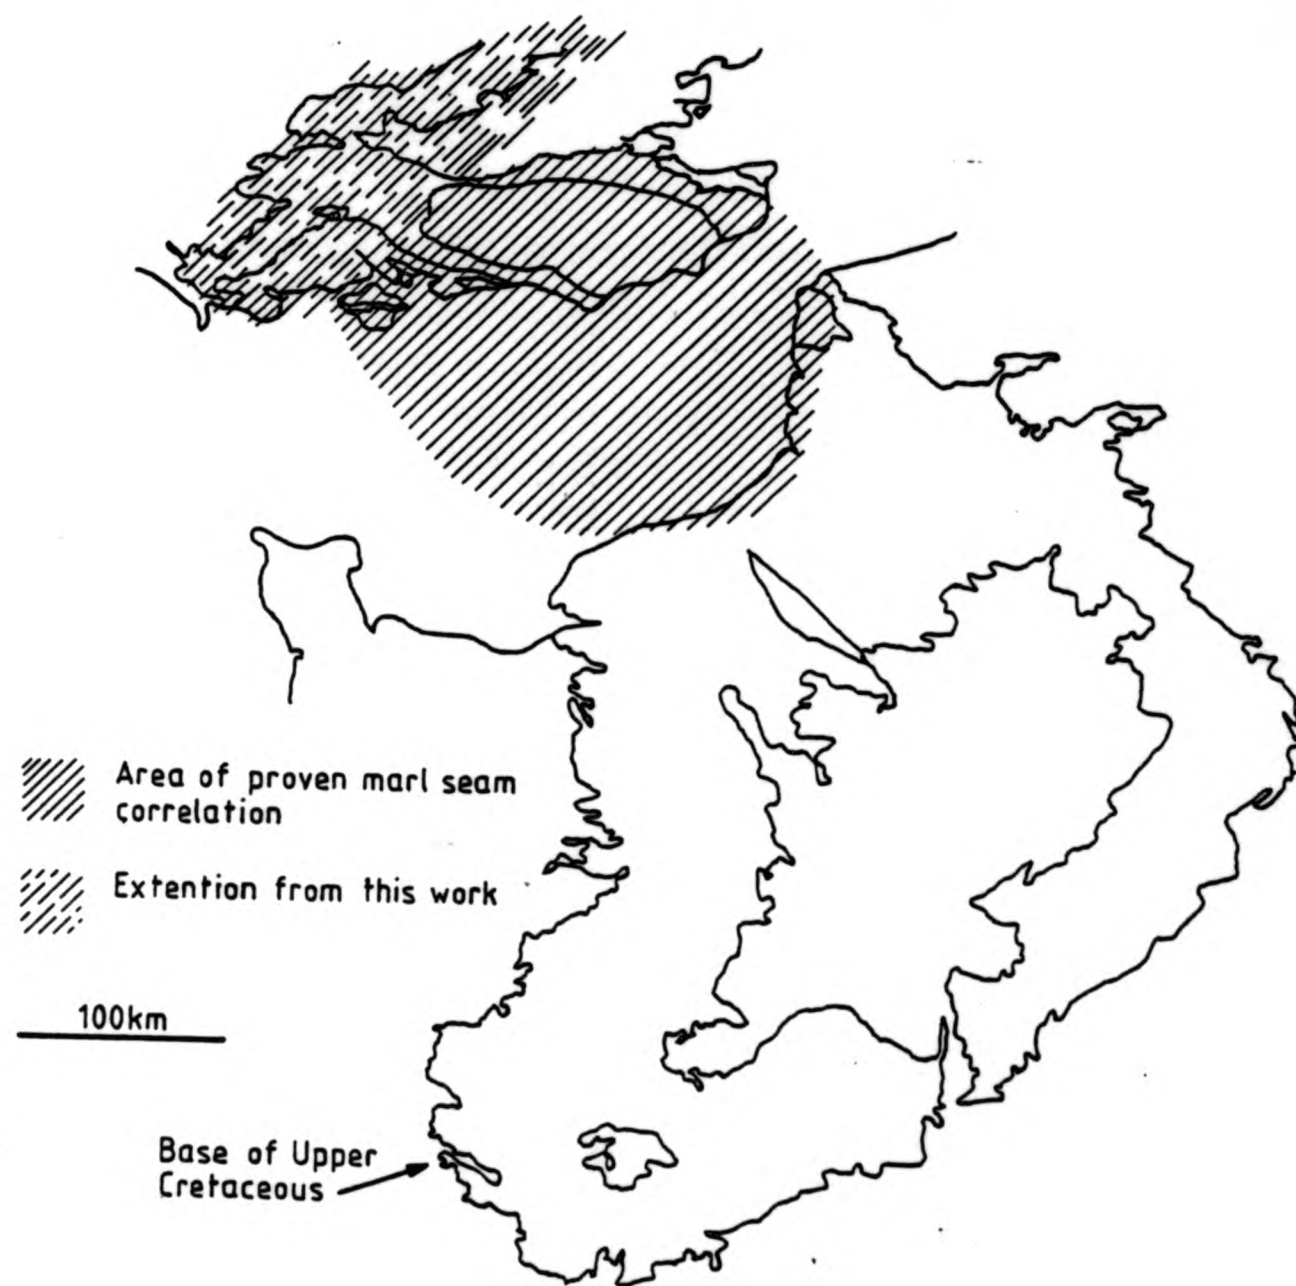 Area of proven marl seam
correlation
Extention from this work
100km
Base of Upper
Cretaceous